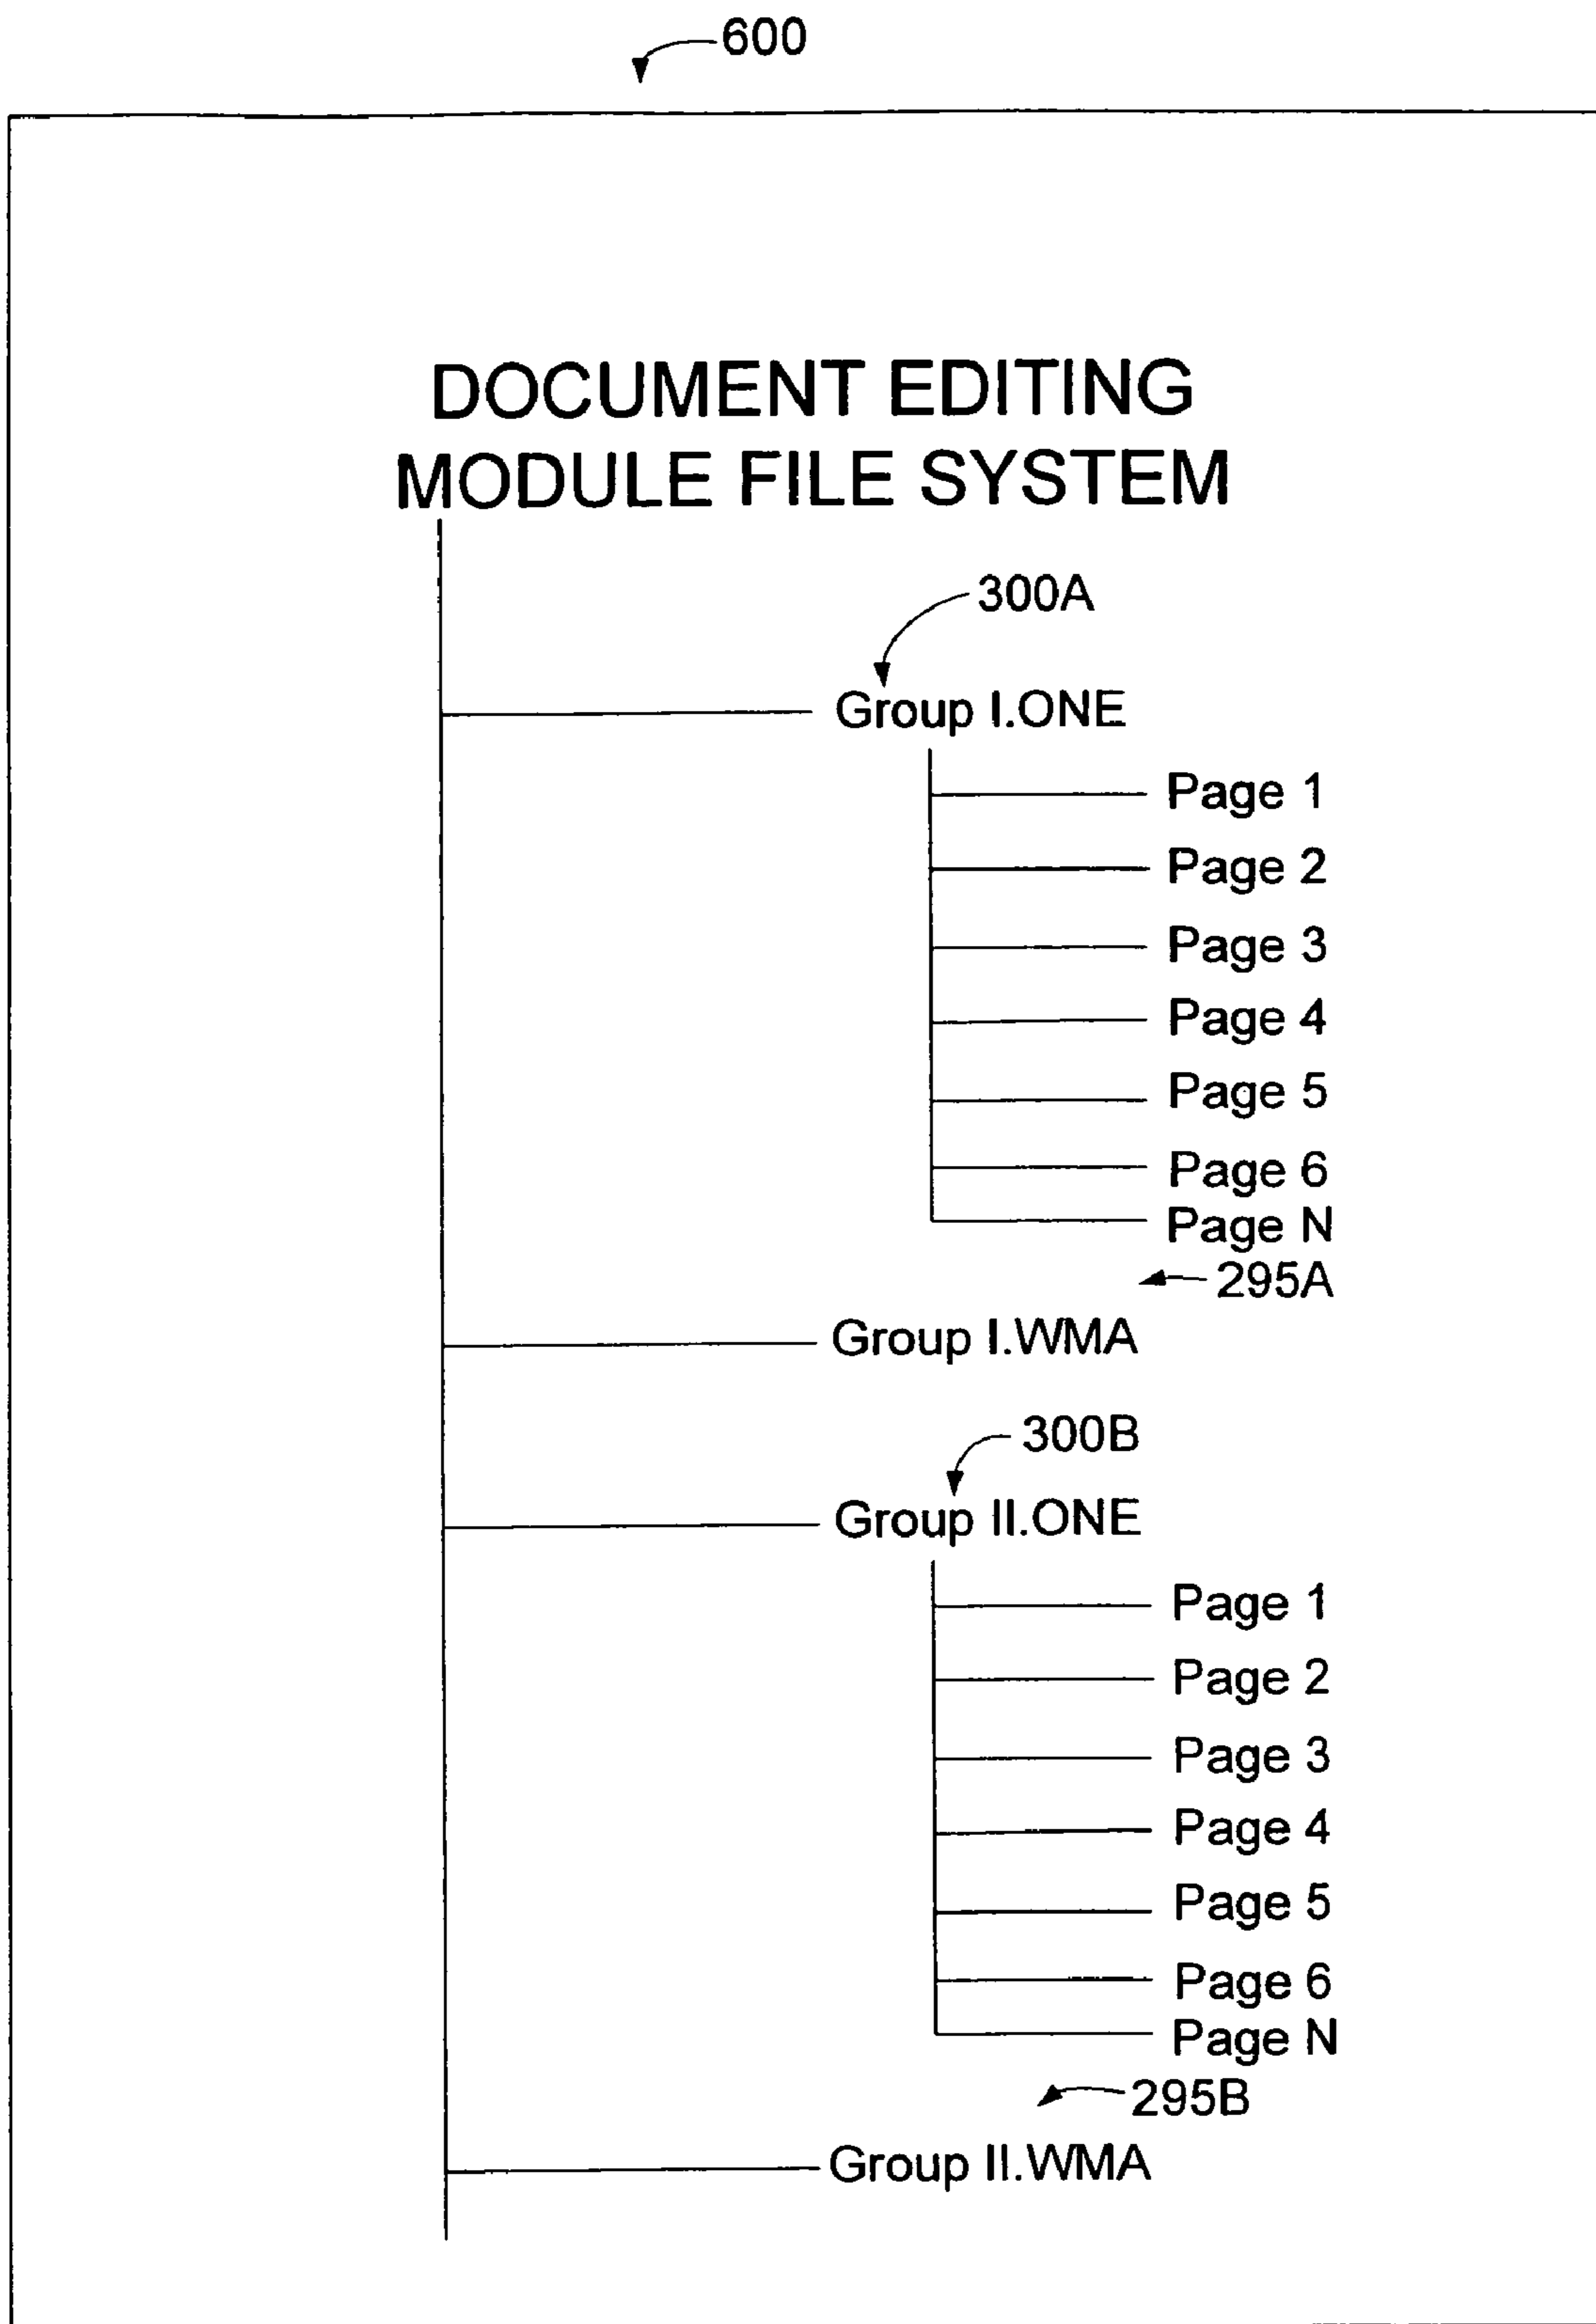 600
DOCUMENT EDITING
MODULE FILE SYSTEM
300A
Group I.ONE
Page 1
Page 2
Page 3
Page 4
Page 5
Page 6
Page N
295A
Group I.WMA
300B
Group II.ONE
Page 1
Page 2
Page 3
Page 4
Page 5
Page 6
Page N
295B
Group II.WMA